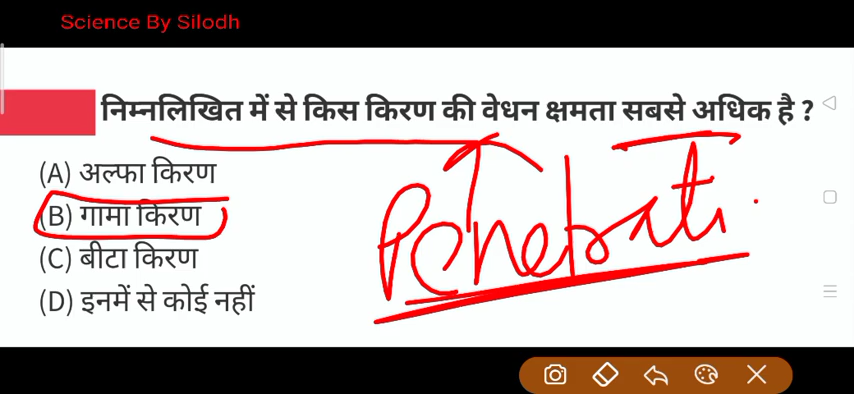 Science By Silodh
निम्नलिखित में से किस किरण की वेधन क्षमता सबसे अधिक है ?
(A) अल्फा किरण
(B) गामा किरण
(C) बीटा किरण
(D) इनमें से कोई नहीं
Penetrati